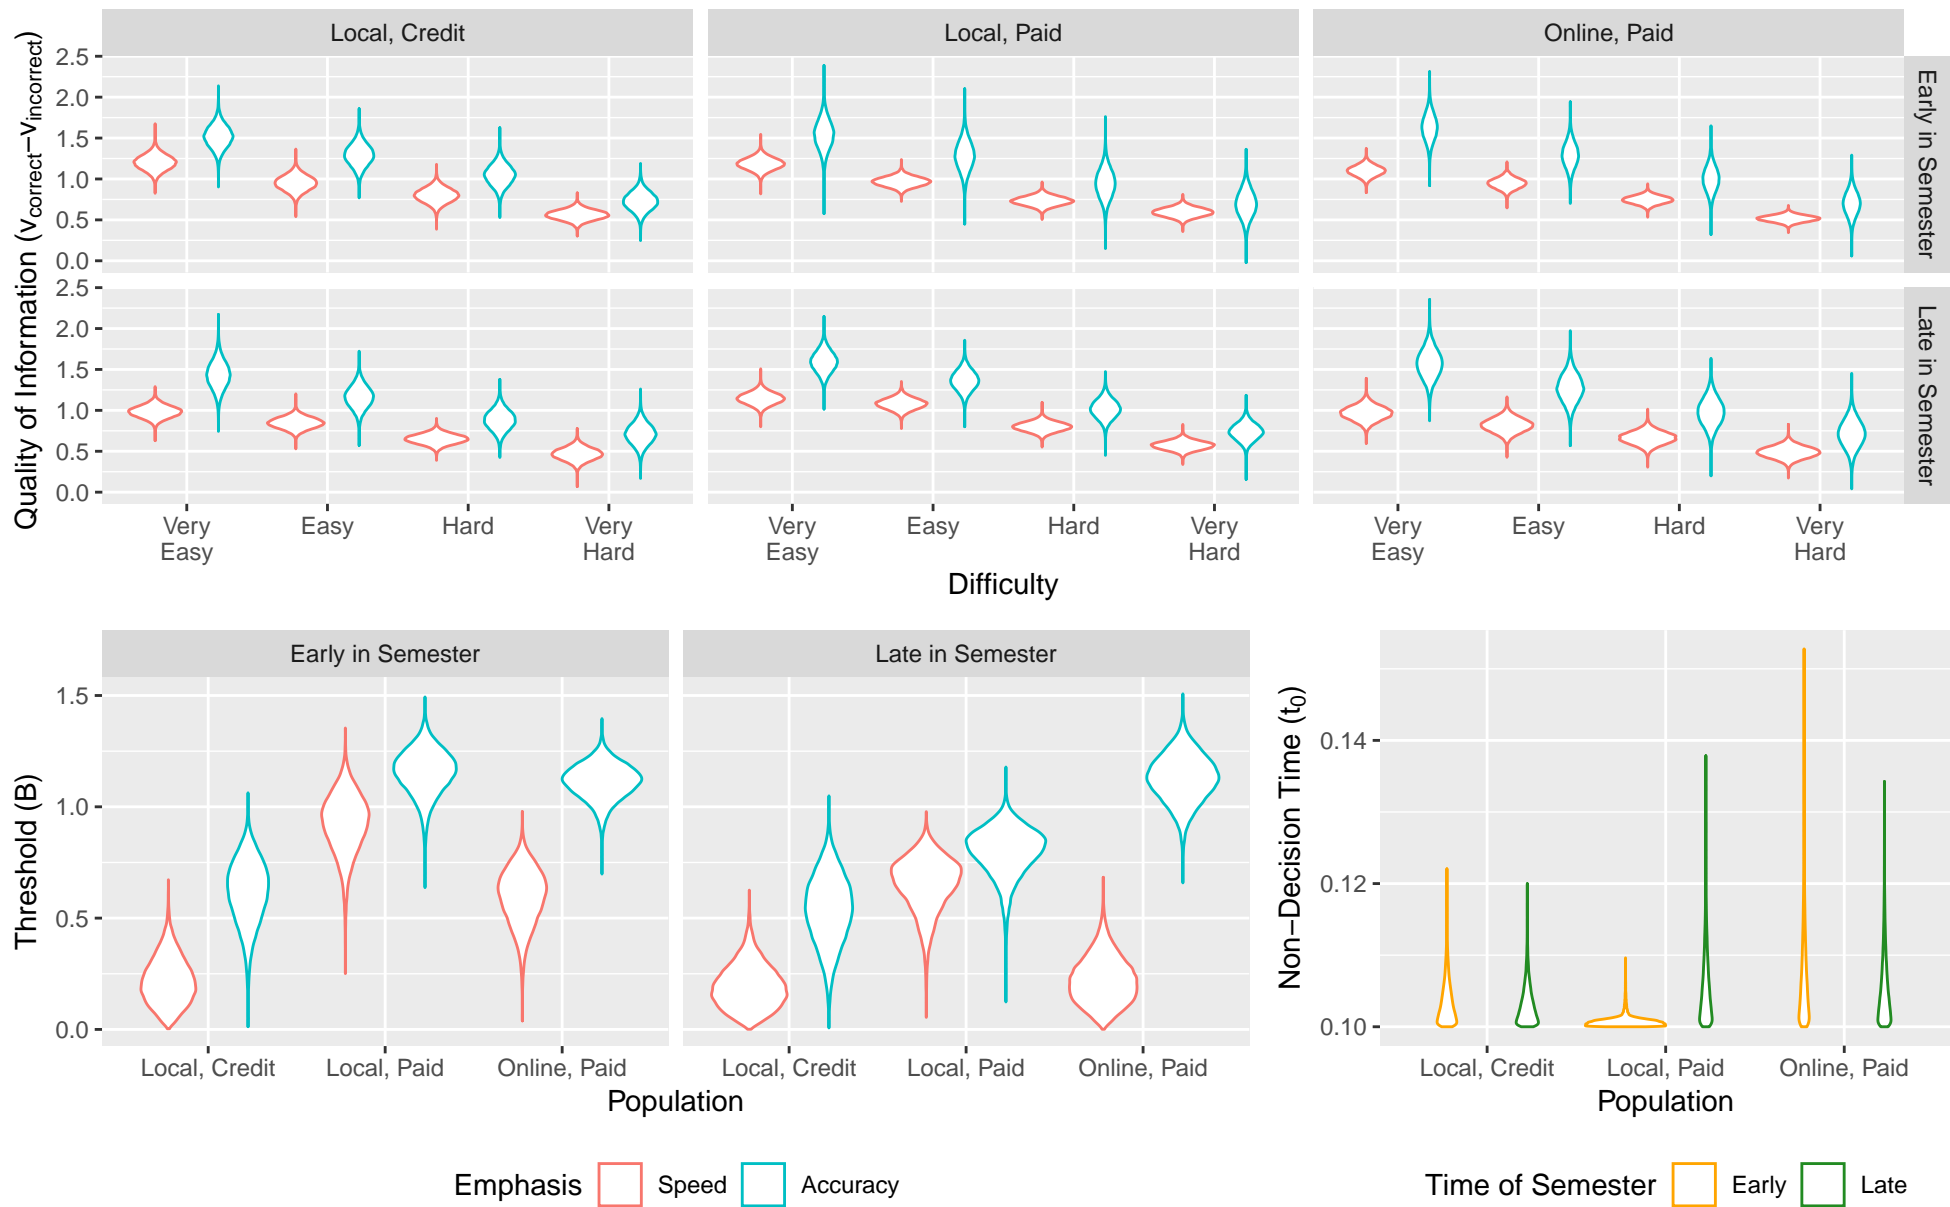 Local, Credit
Local, Paid
Online, Paid
Quality of Information (v_correct−v_incorrect)
2.5
2.0
1.5
1.0
0.5
0.0
Early in Semester
2.5
2.0
1.5
1.0
0.5
0.0
Late in Semester
Very Easy Hard Very Very Easy Hard Very Very Easy Hard Very
Easy Hard Easy Hard Easy Hard
Difficulty
Early in Semester
Late in Semester
Threshold (B)
1.5
1.0
0.5
0.0
Local, Credit Local, Paid Online, Paid Local, Credit Local, Paid Online, Paid
Population
Non−Decision Time (t0)
0.14
0.12
0.10
Local, Credit Local, Paid Online, Paid
Population
Emphasis Speed Accuracy
Time of Semester Early Late